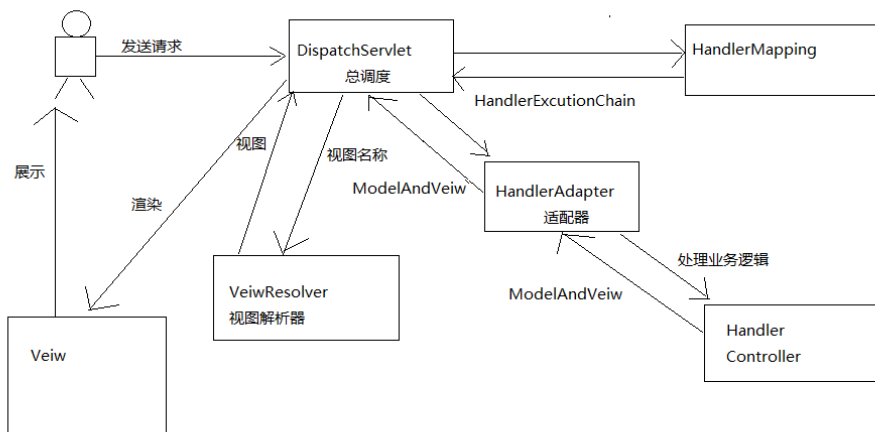 发送请求
DispatchServlet
总调度
HandlerMapping
HandlerExcutionChain
视图
视图名称
展示
渲染
ModelAndVeiw
HandlerAdapter
适配器
处理业务逻辑
ModelAndVeiw
VeiwResolver
视图解析器
Handler
Controller
Veiw